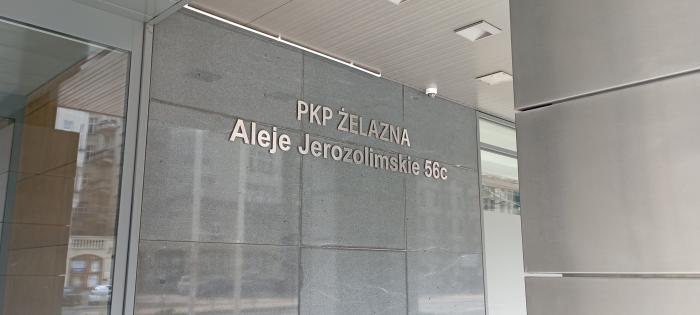 PKP ŻELAZNA
Aleje Jerozolimskie 56c